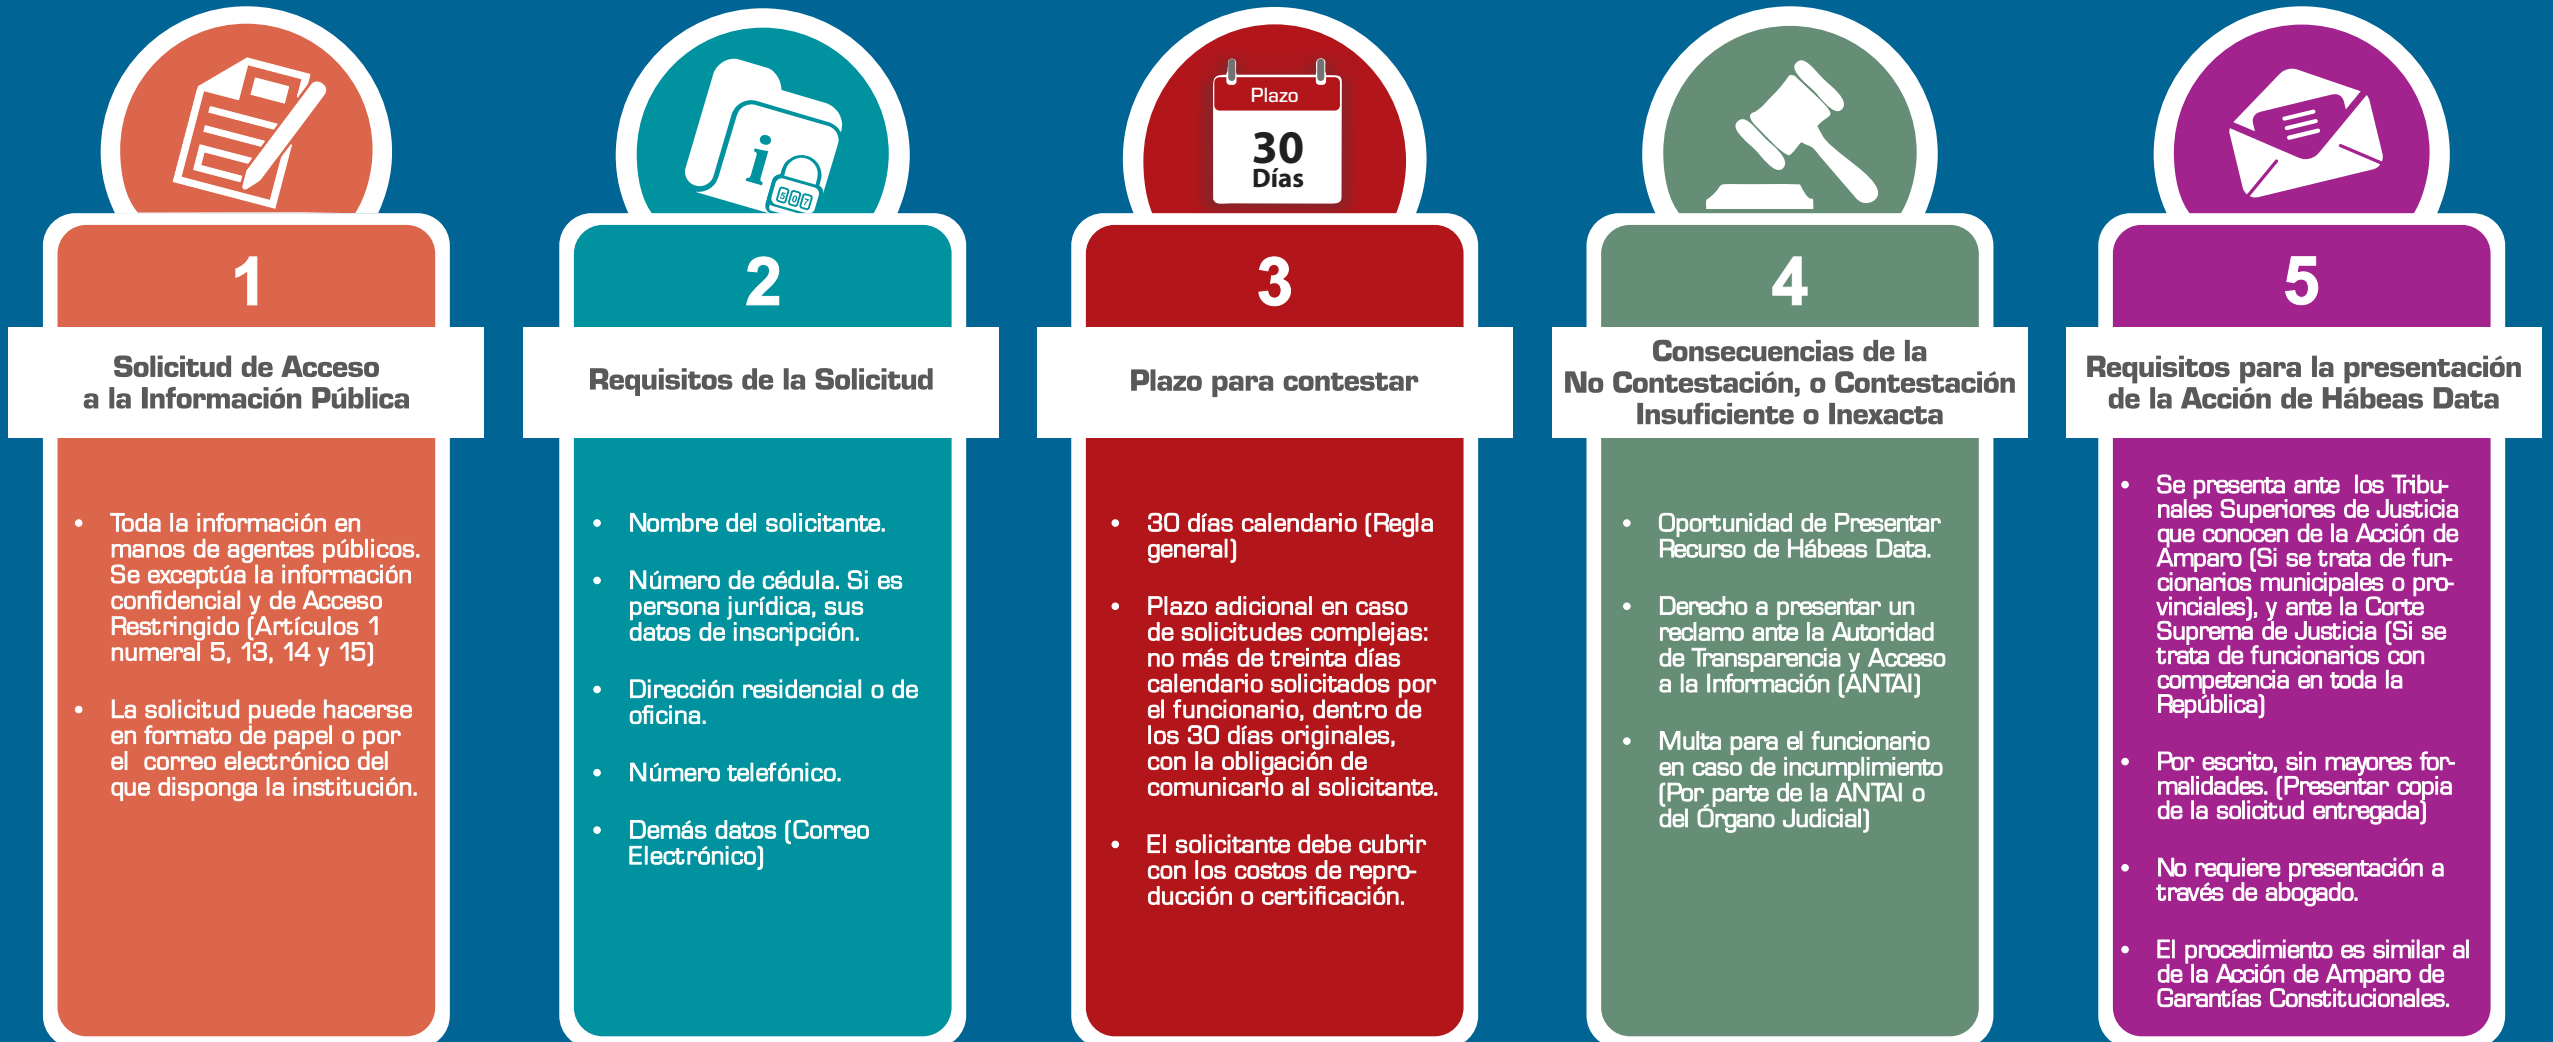 1
Solicitud de Acceso
a la Información Pública
• Toda la información en
manos de agentes públicos.
Se exceptúa la información
confidencial y de Acceso
Restringido (Artículos 1
numeral 5, 13, 14 y 15)
• La solicitud puede hacerse
en formato de papel o por
el correo electrónico del
que disponga la institución.
i
507
2
Requisitos de la Solicitud
• Nombre del solicitante.
• Número de cédula. Si es
persona jurídica, sus
datos de inscripción.
• Dirección residencial o de
oficina.
• Número telefónico.
• Demás datos (Correo
Electrónico)
Plazo
30
Días
3
Plazo para contestar
• 30 días calendario (Regla
general)
• Plazo adicional en caso
de solicitudes complejas:
no más de treinta días
calendario solicitados por
el funcionario, dentro de
los 30 días originales,
con la obligación de
comunicarlo al solicitante.
• El solicitante debe cubrir
con los costos de repro-
ducción o certificación.
4
Consecuencias de la
No Contestación, o Contestación
Insuficiente o Inexacta
• Oportunidad de Presentar
Recurso de Hábeas Data.
• Derecho a presentar un
reclamo ante la Autoridad
de Transparencia y Acceso
a la Información (ANTAI)
• Multa para el funcionario
en caso de incumplimiento
(Por parte de la ANTAI o
del Órgano Judicial)
5
Requisitos para la presentación
de la Acción de Hábeas Data
• Se presenta ante los Tribu-
nales Superiores de Justicia
que conocen de la Acción de
Amparo (Si se trata de fun-
cionarios municipales o pro-
vinciales), y ante la Corte
Suprema de Justicia (Si se
trata de funcionarios con
competencia en toda la
República)
• Por escrito, sin mayores for-
malidades. (Presentar copia
de la solicitud entregada)
• No requiere presentación a
través de abogado.
• El procedimiento es similar al
de la Acción de Amparo de
Garantías Constitucionales.